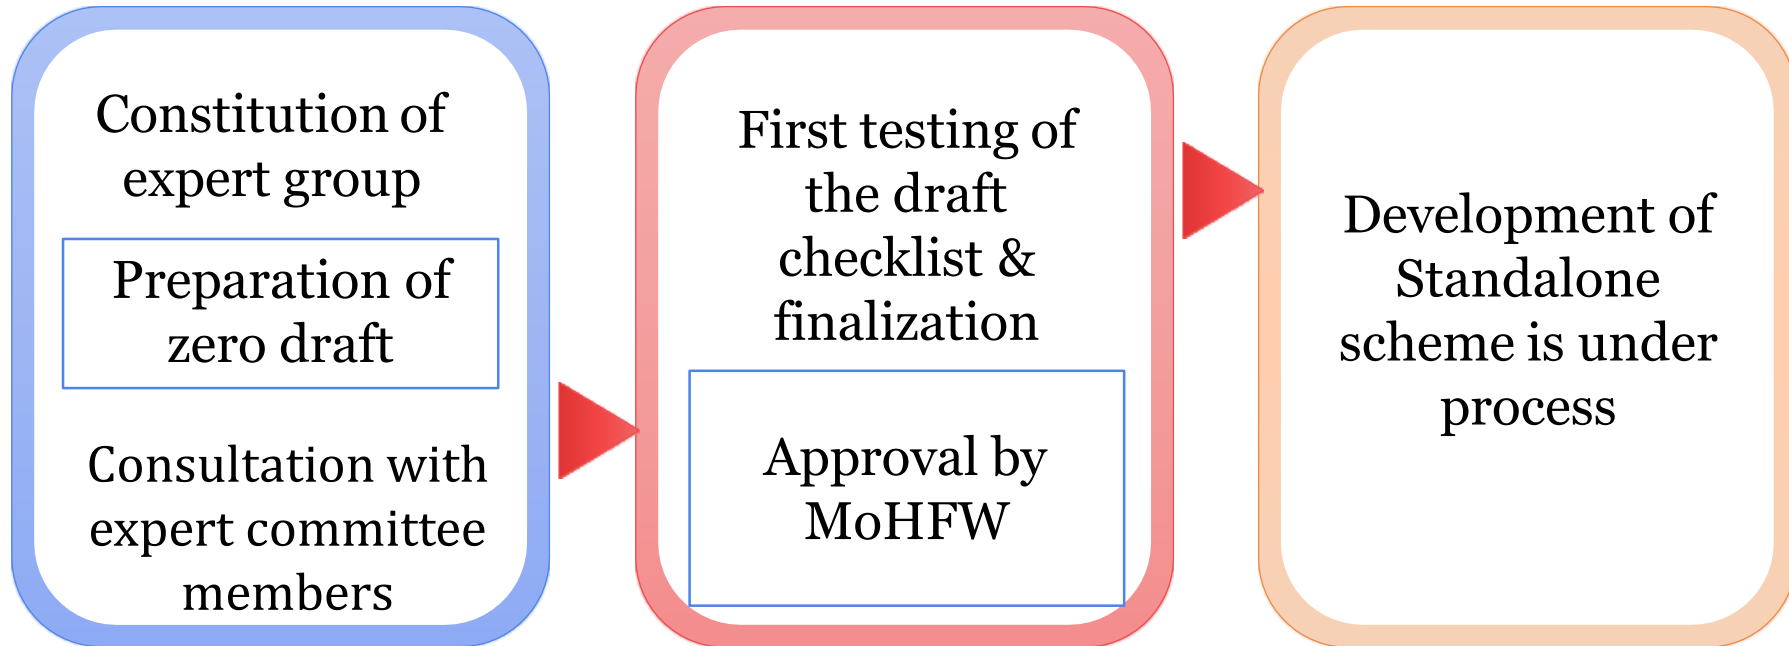 Constitution of
expert group
Preparation of
zero draft
Consultation with
expert committee
members
First testing of
the draft
checklist &
finalization
Approval by
MoHFW
Development of
Standalone
scheme is under
process